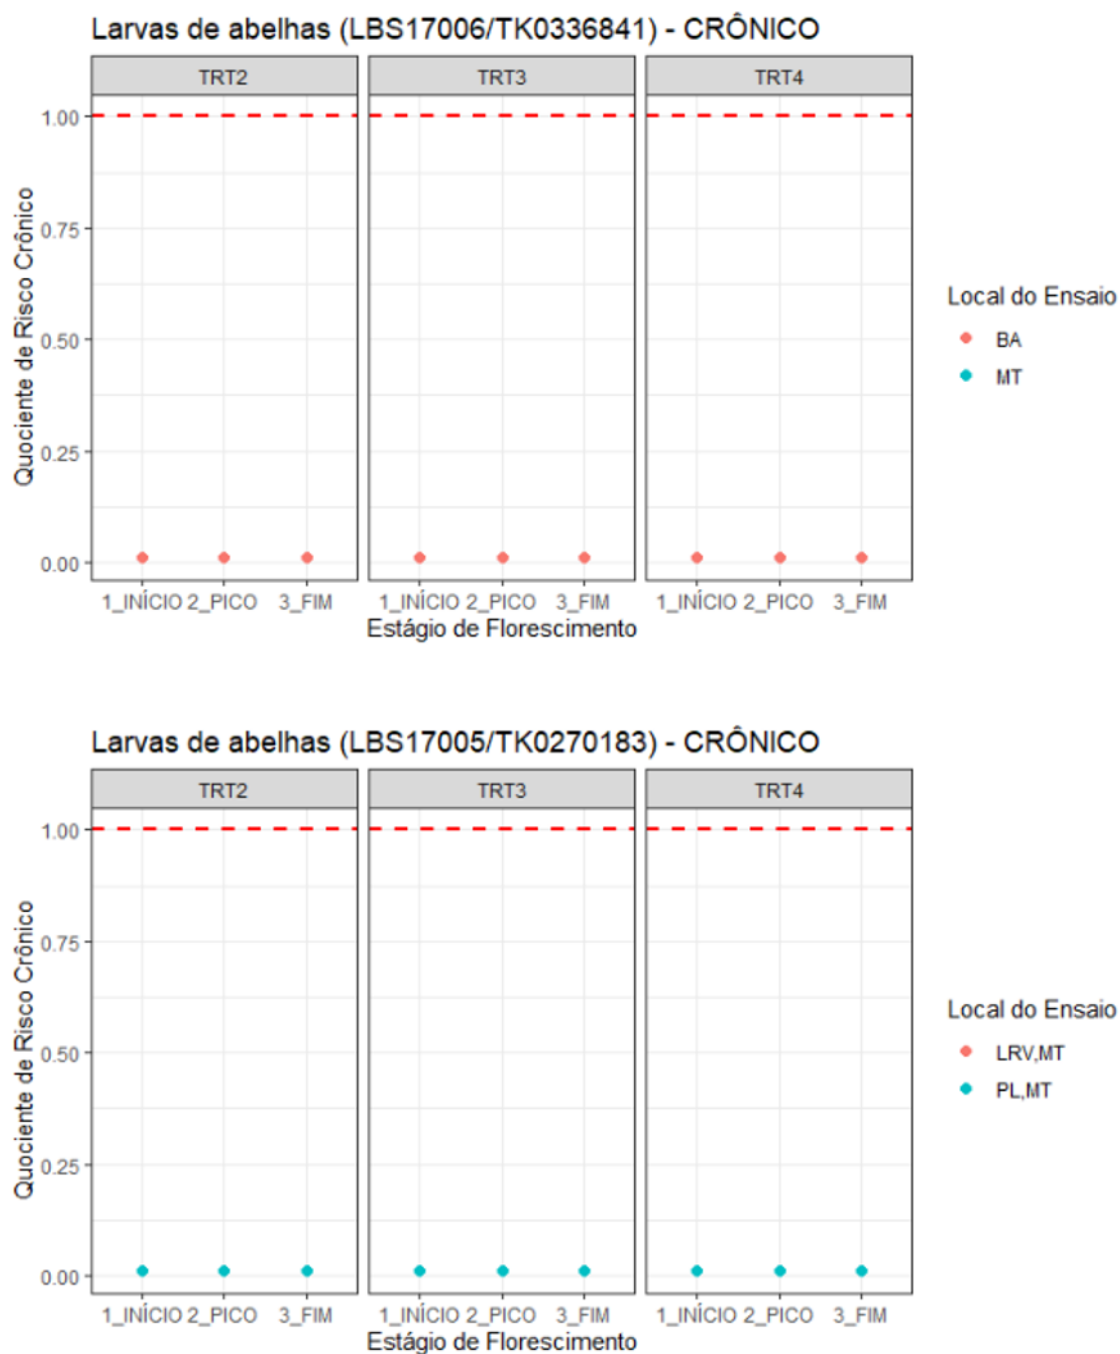 Larvas de abelhas (LBS17006/TK0336841) - CRÔNICO
TRT2 TRT3 TRT4
Quociente de Risco Crônico
1.00
0.75
0.50
0.25
0.00
1_INÍCIO 2_PICO 3_FIM 1_INÍCIO 2_PICO 3_FIM 1_INÍCIO 2_PICO 3_FIM
Estágio de Florescimento
Local do Ensaio
BA
MT
Larvas de abelhas (LBS17005/TK0270183) - CRÔNICO
TRT2 TRT3 TRT4
Quociente de Risco Crônico
1.00
0.75
0.50
0.25
0.00
1_INÍCIO 2_PICO 3_FIM 1_INÍCIO 2_PICO 3_FIM 1_INÍCIO 2_PICO 3_FIM
Estágio de Florescimento
Local do Ensaio
LRV,MT
PL,MT